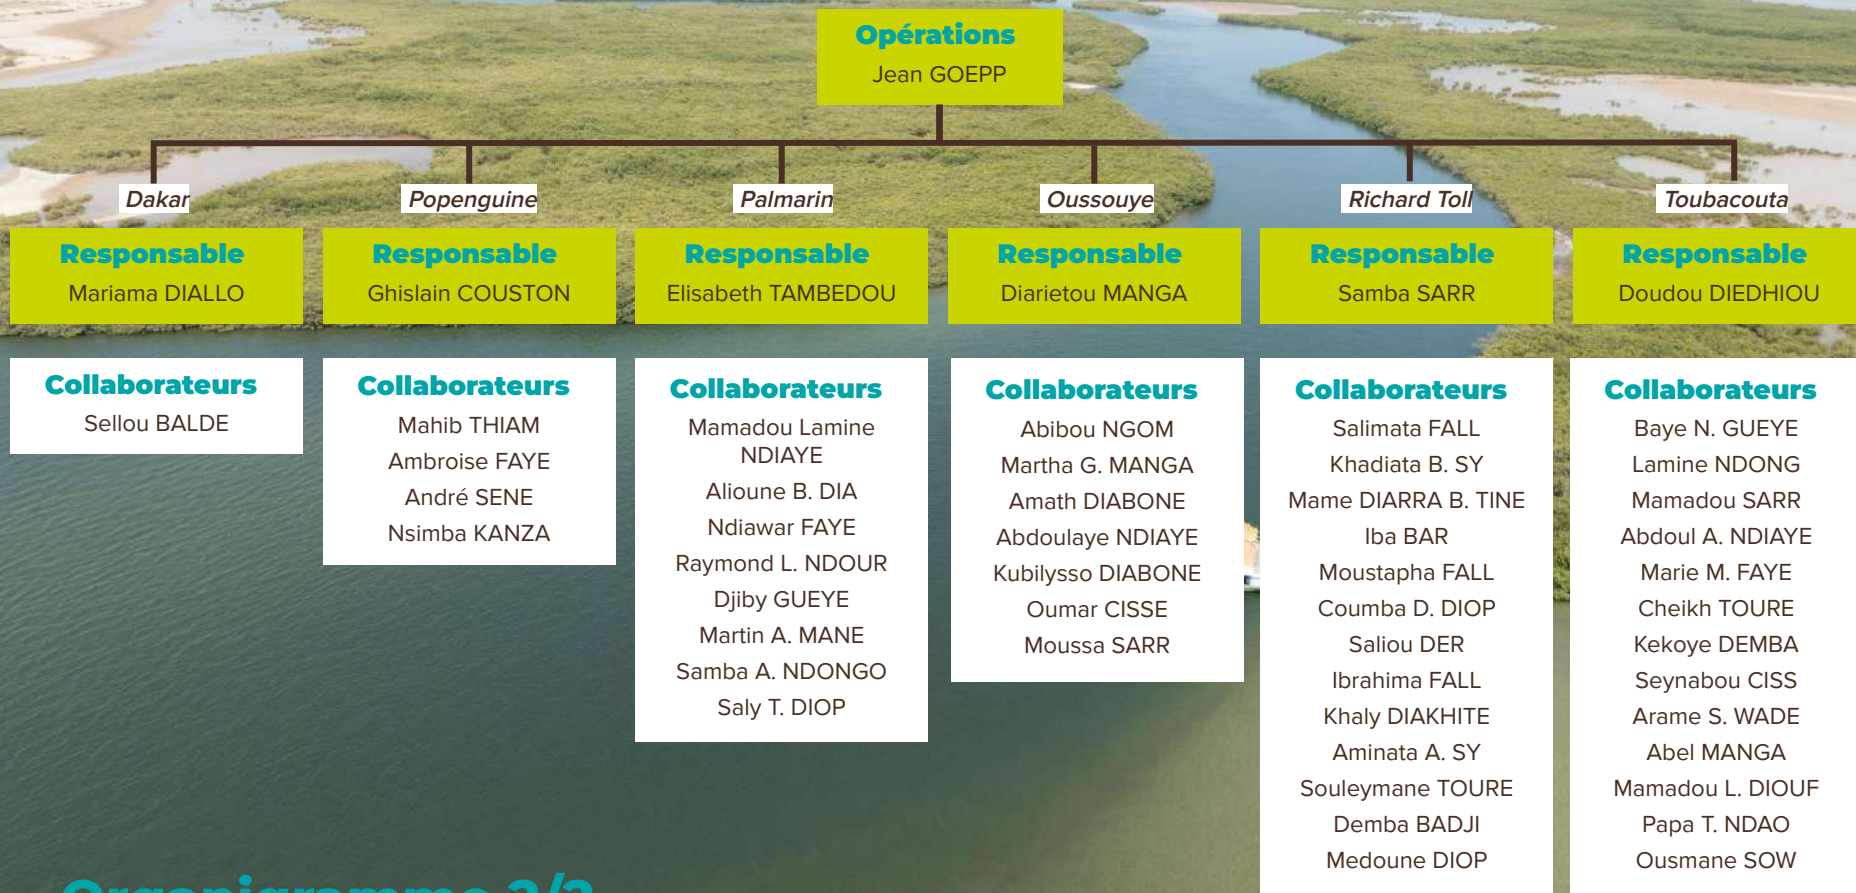 Opérations
Jean GOEPP
Dakar
Responsable
Mariama DIALLO
Collaborateurs
Sellou BALDE
Popenguine
Responsable
Ghislain COUSTON
Collaborateurs
Mahib THIAM
Ambroise FAYE
André SENE
Nsimba KANZA
Palmarin
Responsable
Elisabeth TAMBEDOU
Collaborateurs
Mamadou Lamine
NDIAYE
Alioune B. DIA
Ndiawar FAYE
Raymond L. NDOUR
Djiby GUEYE
Martin A. MANE
Samba A. NDONGO
Saly T. DIOP
Oussouye
Responsable
Diarietou MANGA
Collaborateurs
Abibou NGOM
Martha G. MANGA
Amath DIABONE
Abdoulaye NDIAYE
Kubilysso DIABONE
Oumar CISSE
Moussa SARR
Richard Toll
Responsable
Samba SARR
Collaborateurs
Salimata FALL
Khadiata B. SY
Mame DIARRA B. TINE
Iba BAR
Moustapha FALL
Coumba D. DIOP
Saliou DER
Ibrahima FALL
Khaly DIAKHITE
Aminata A. SY
Souleymane TOURE
Demba BADJI
Medoune DIOP
Toubacouta
Responsable
Doudou DIEDHIOU
Collaborateurs
Baye N. GUEYE
Lamine NDONG
Mamadou SARR
Abdoul A. NDIAYE
Marie M. FAYE
Cheikh TOURE
Kekoye DEMBA
Seynabou CISS
Arame S. WADE
Abel MANGA
Mamadou L. DIOUF
Papa T. NDAO
Ousmane SOW
Organigramme